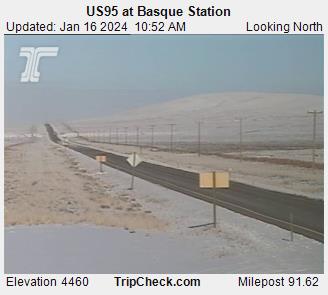 US95 at Basque Station
Updated: Jan 16 2024 10:52 AM Looking North
Elevation 4460 TripCheck.com Milepost 91.62